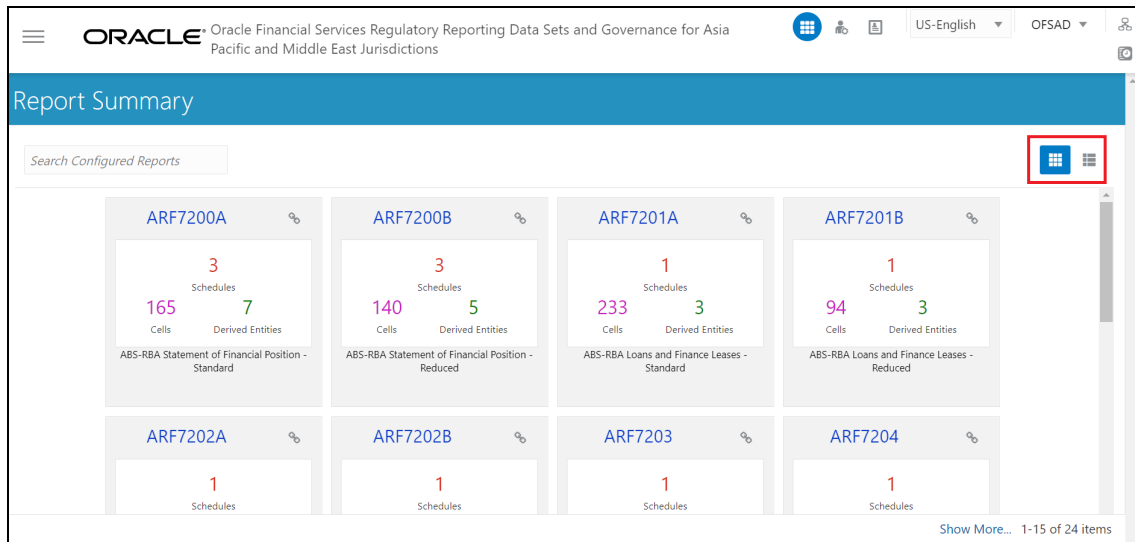 ORACLE® Oracle Financial Services Regulatory Reporting Data Sets and Governance for Asia
Pacific and Middle East Jurisdictions
US-English
OFSAD
Report Summary
Search Configured Reports
ARF7200A
3
Schedules
165 7
Cells Derived Entities
ABS-RBA Statement of Financial Position -
Standard
ARF7200B
3
Schedules
140 5
Cells Derived Entities
ABS-RBA Statement of Financial Position -
Reduced
ARF7201A
1
Schedules
233 3
Cells Derived Entities
ABS-RBA Loans and Finance Leases -
Standard
ARF7201B
1
Schedules
94 3
Cells Derived Entities
ABS-RBA Loans and Finance Leases -
Reduced
ARF7202A
1
Schedules
ARF7202B
1
Schedules
ARF7203
1
Schedules
ARF7204
1
Schedules
Show More... 1-15 of 24 items